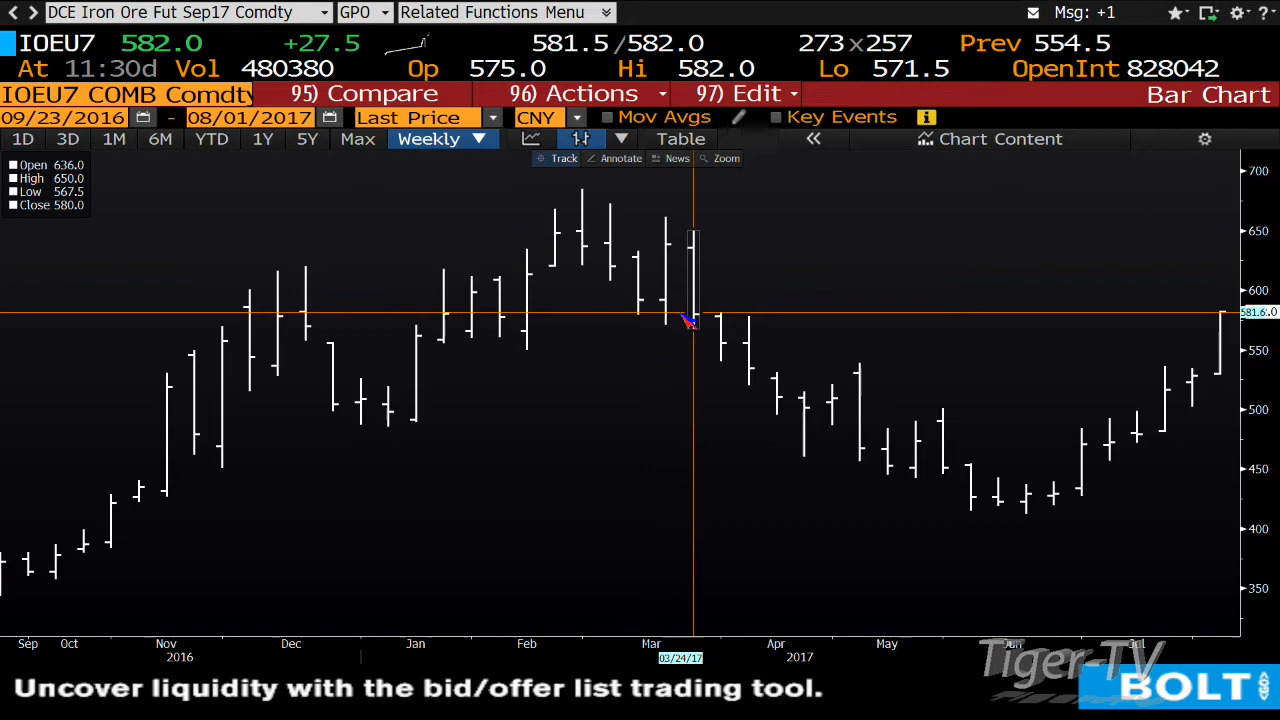 DCE Iron Ore Fut Sep17 Comdty GPO Related Functions Menu Msg: +1
IOEU7 582.0 +27.5 581.5/582.0 273x257 Prev 554.5
At 11:30d Vol 480380 Op 575.0 Hi 582.0 Lo 571.5 OpenInt 828042
IOEU7 COMB Comdty 95) Compare 96) Actions 97) Edit Bar Chart
09/23/2016 - 08/01/2017 Last Price CNY Mov Avgs Key Events
1D 3D 1M 6M YTD 1Y 5Y Max Weekly Table Chart Content
Track Annotate News Zoom
Open 636.0
High 650.0
Low 567.5
Close 580.0
700
650
600
581.6
550
500
450
400
350
Sep Oct Nov Dec Jan Feb Mar Apr May Jun Jul
2016 03/24/17 2017
Tiger-TV
Uncover liquidity with the bid/offer list trading tool.
BOLT